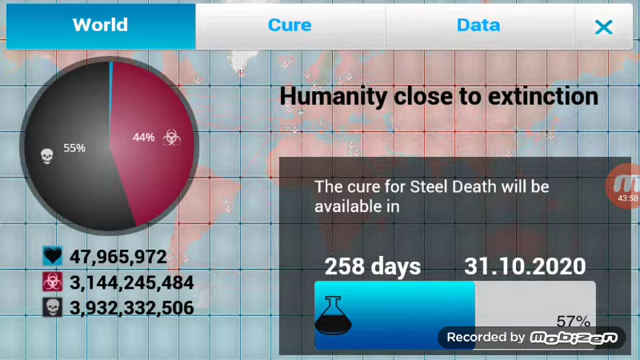 World
Cure
Data
X
Humanity close to extinction
55%
44%
The cure for Steel Death will be
available in
43:50
258 days
31.10.2020
47,965,972
3,144,245,484
3,932,332,506
57%
Recorded by mobizen